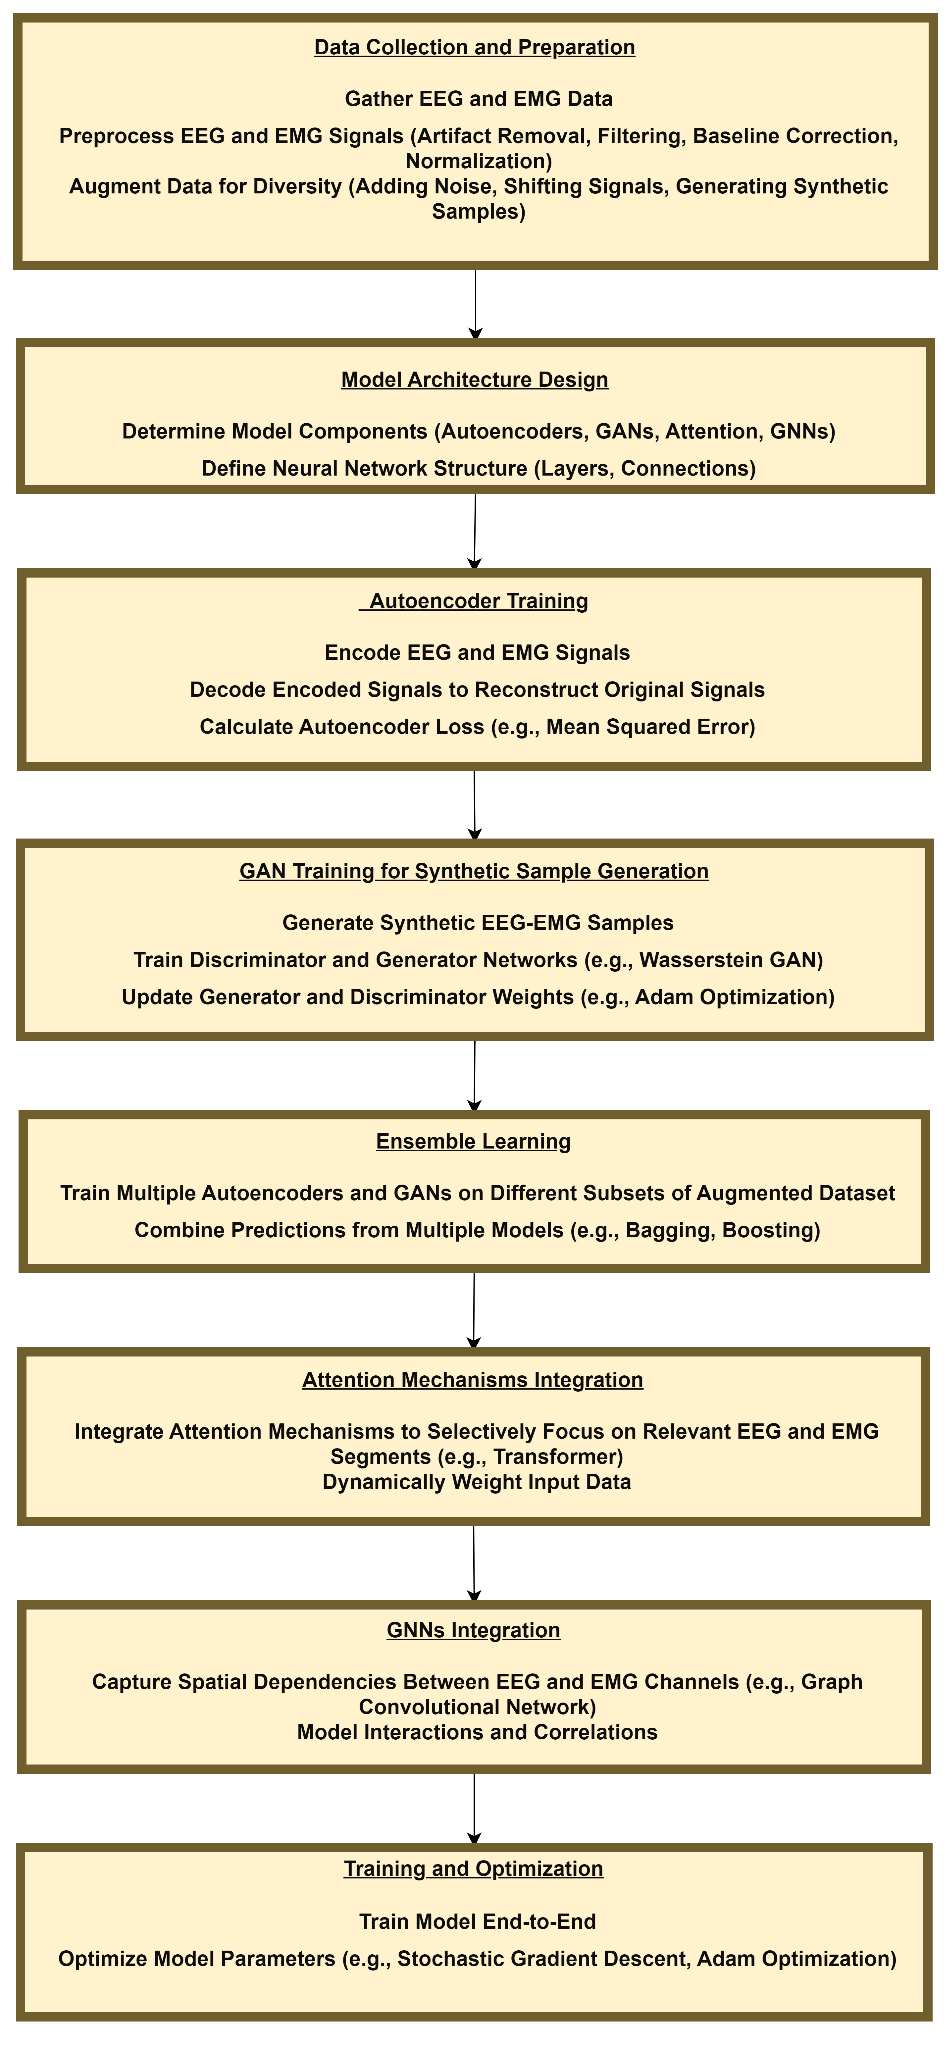 Data Collection and Preparation
Gather EEG and EMG Data
Preprocess EEG and EMG Signals (Artifact Removal, Filtering, Baseline Correction,
Normalization)
Augment Data for Diversity (Adding Noise, Shifting Signals, Generating Synthetic
Samples)
Model Architecture Design
Determine Model Components (Autoencoders, GANs, Attention, GNNs)
Define Neural Network Structure (Layers, Connections)
Autoencoder Training
Encode EEG and EMG Signals
Decode Encoded Signals to Reconstruct Original Signals
Calculate Autoencoder Loss (e.g., Mean Squared Error)
GAN Training for Synthetic Sample Generation
Generate Synthetic EEG-EMG Samples
Train Discriminator and Generator Networks (e.g., Wasserstein GAN)
Update Generator and Discriminator Weights (e.g., Adam Optimization)
Ensemble Learning
Train Multiple Autoencoders and GANs on Different Subsets of Augmented Dataset
Combine Predictions from Multiple Models (e.g., Bagging, Boosting)
Attention Mechanisms Integration
Integrate Attention Mechanisms to Selectively Focus on Relevant EEG and EMG
Segments (e.g., Transformer)
Dynamically Weight Input Data
GNNs Integration
Capture Spatial Dependencies Between EEG and EMG Channels (e.g., Graph
Convolutional Network)
Model Interactions and Correlations
Training and Optimization
Train Model End-to-End
Optimize Model Parameters (e.g., Stochastic Gradient Descent, Adam Optimization)